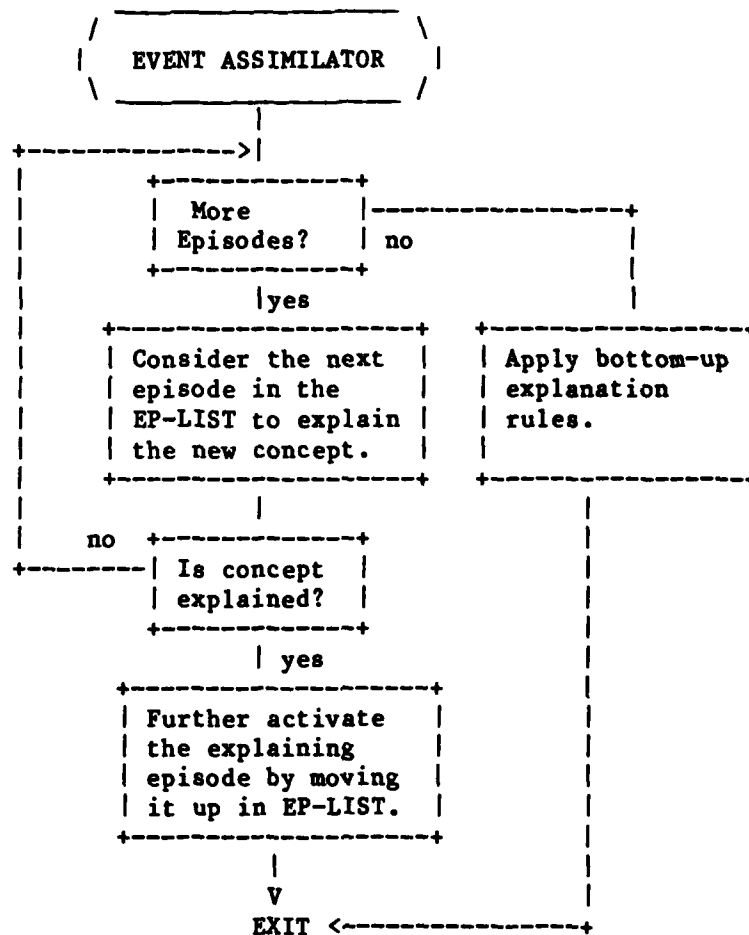 EVENT ASSIMILATOR
More
Episodes?
no
yes
Consider the next
episode in the
EP-LIST to explain
the new concept.
Apply bottom-up
explanation
rules.
no
Is concept
explained?
yes
Further activate
the explaining
episode by moving
it up in EP-LIST.
V
EXIT